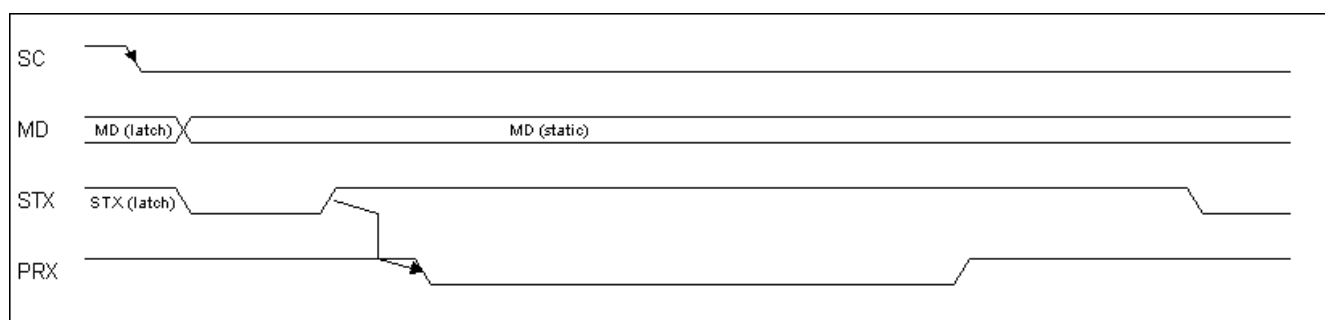 SC
MD MD (latch) MD (static)
STX STX (latch)
PRX